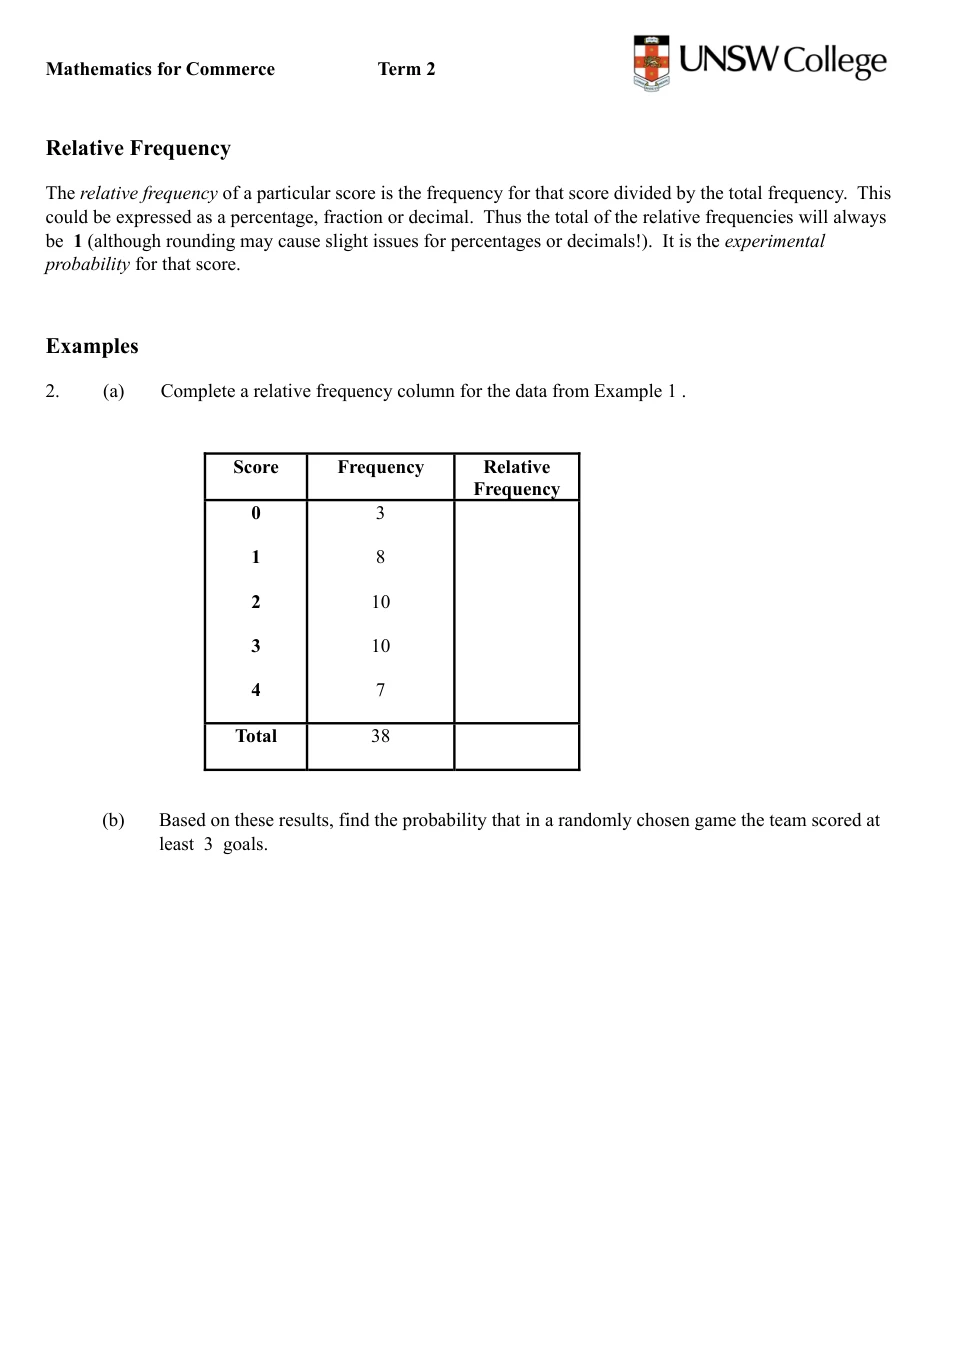 Mathematics for Commerce Term 2
UNSW College
Relative Frequency
The relative frequency of a particular score is the frequency for that score divided by the total frequency. This
could be expressed as a percentage, fraction or decimal. Thus the total of the relative frequencies will always
be 1 (although rounding may cause slight issues for percentages or decimals!). It is the experimental
probability for that score.
Examples
2. (a) Complete a relative frequency column for the data from Example 1 .
Score Frequency Relative
Frequency
0 3
1 8
2 10
3 10
4 7
Total 38
(b) Based on these results, find the probability that in a randomly chosen game the team scored at
least 3 goals.